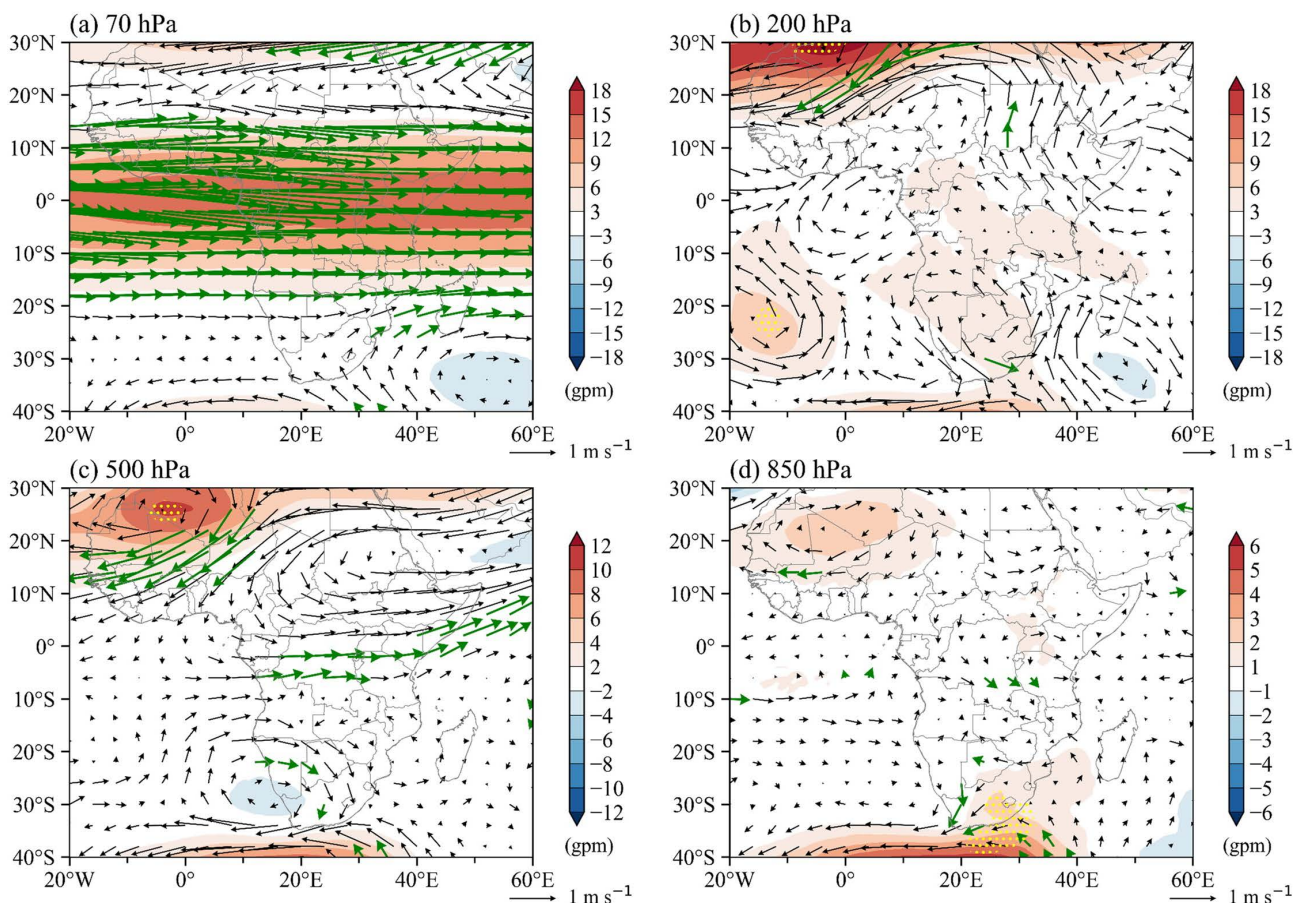 (a) 70 hPa
30°N
20°N
10°N
0°
10°S
20°S
30°S
40°S
20°W 0° 20°E 40°E 60°E
18
15
12
9
6
3
−3
−6
−9
−12
−15
−18
(gpm)
1 m s⁻¹
(b) 200 hPa
30°N
20°N
10°N
0°
10°S
20°S
30°S
40°S
20°W 0° 20°E 40°E 60°E
18
15
12
9
6
3
−3
−6
−9
−12
−15
−18
(gpm)
1 m s⁻¹
(c) 500 hPa
30°N
20°N
10°N
0°
10°S
20°S
30°S
40°S
20°W 0° 20°E 40°E 60°E
12
10
8
6
4
2
−2
−4
−6
−8
−10
−12
(gpm)
1 m s⁻¹
(d) 850 hPa
30°N
20°N
10°N
0°
10°S
20°S
30°S
40°S
20°W 0° 20°E 40°E 60°E
6
5
4
3
2
1
−1
−2
−3
−4
−5
−6
(gpm)
1 m s⁻¹